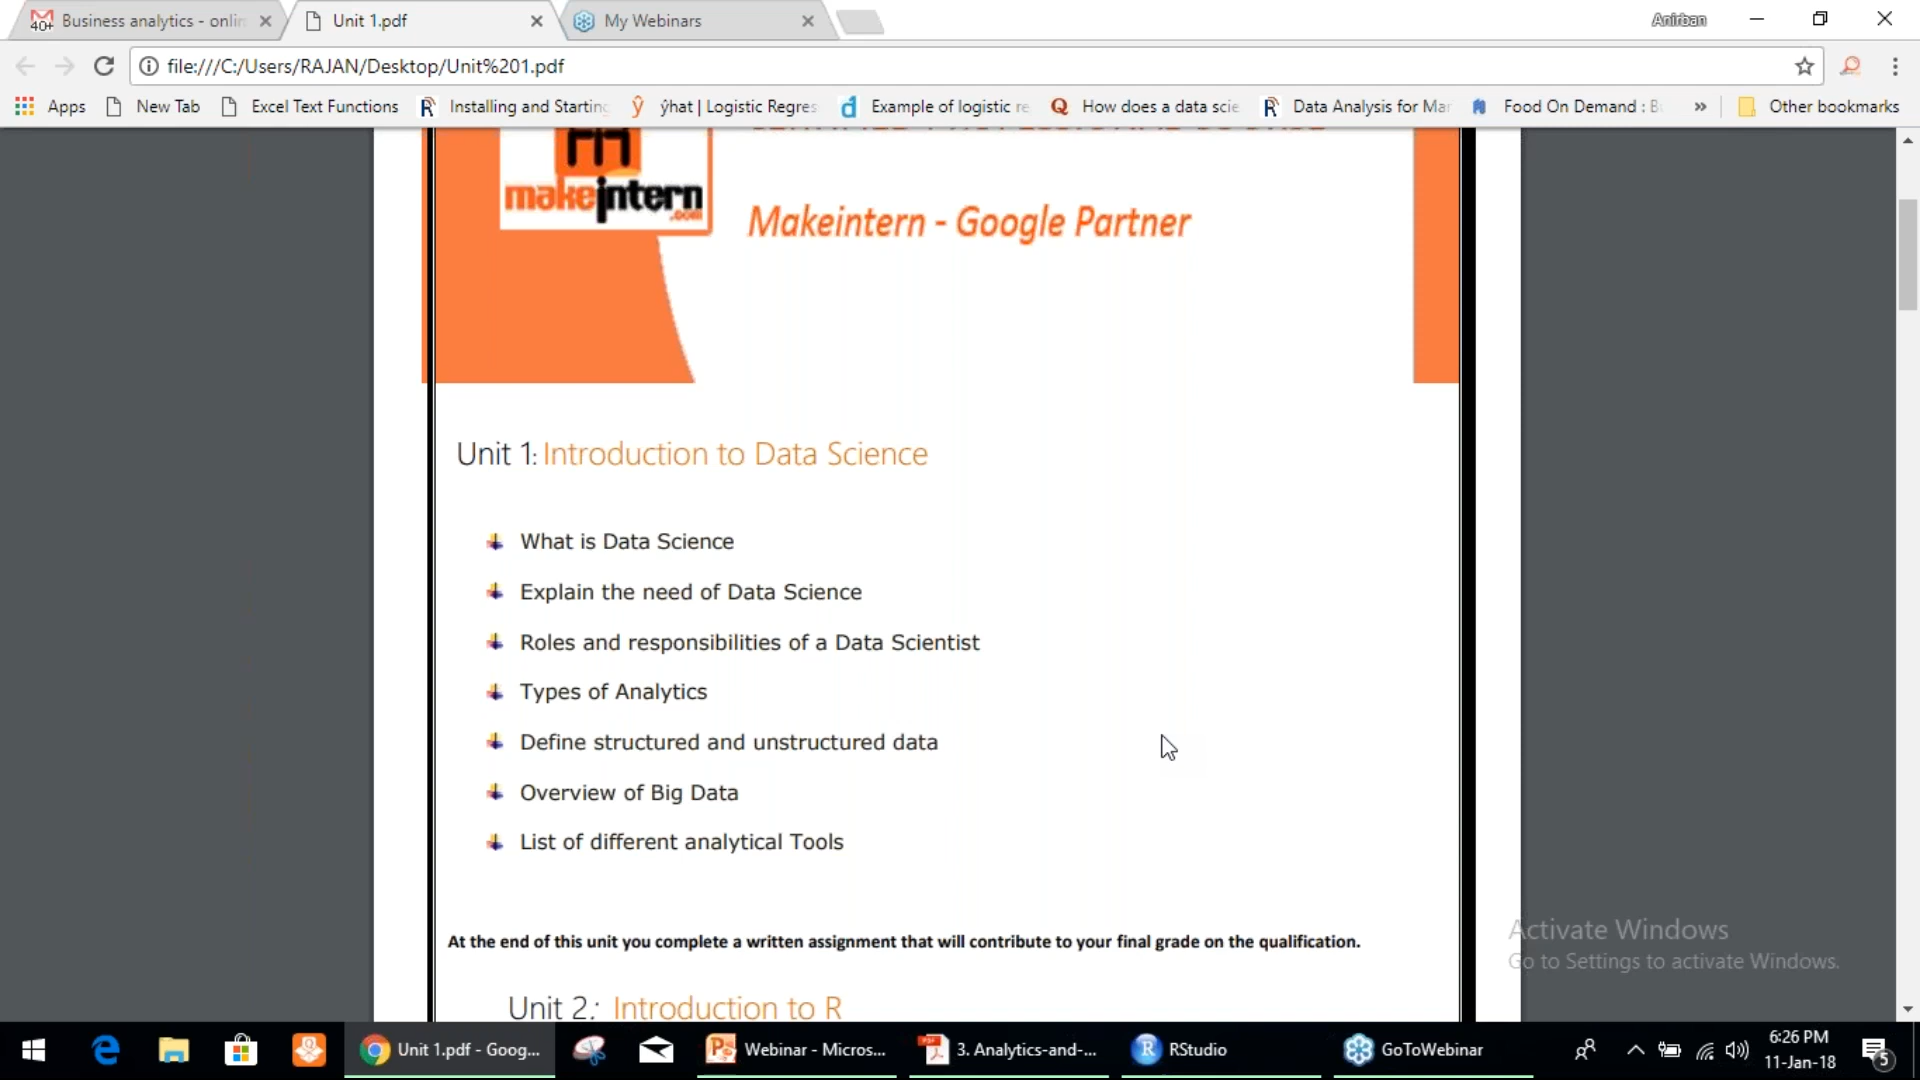 Business analytics - onlin
Unit 1.pdf
My Webinars
Anirban
file:///C:/Users/RAJAN/Desktop/Unit%201.pdf
Apps
New Tab
Excel Text Functions
Installing and Starting
ŷhat | Logistic Regres
Example of logistic re
How does a data scie
Data Analysis for Mar
Food On Demand : B
»
Other bookmarks
makeintern
.com
Makeintern - Google Partner
Unit 1: Introduction to Data Science
What is Data Science
Explain the need of Data Science
Roles and responsibilities of a Data Scientist
Types of Analytics
Define structured and unstructured data
Overview of Big Data
List of different analytical Tools
At the end of this unit you complete a written assignment that will contribute to your final grade on the qualification.
Unit 2: Introduction to R
Activate Windows
Go to Settings to activate Windows.
Unit 1.pdf - Goog...
Webinar - Micros...
3. Analytics-and-...
RStudio
GoToWebinar
6:26 PM
11-Jan-18
5